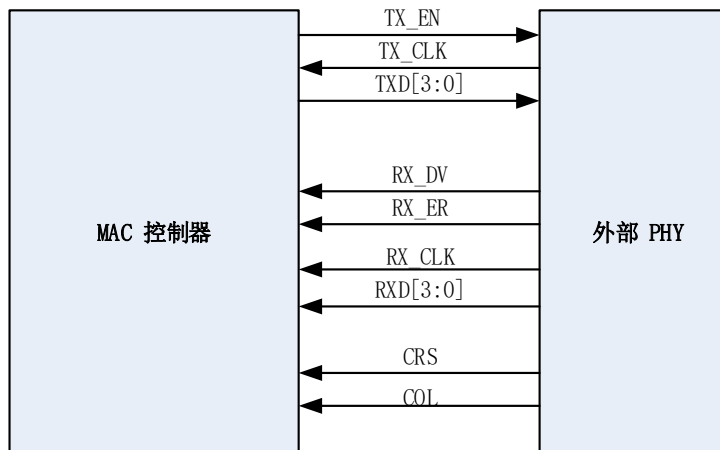 TX_EN
TX_CLK
TXD[3:0]
RX_DV
RX_ER
MAC 控制器
外部 PHY
RX_CLK
RXD[3:0]
CRS
COL